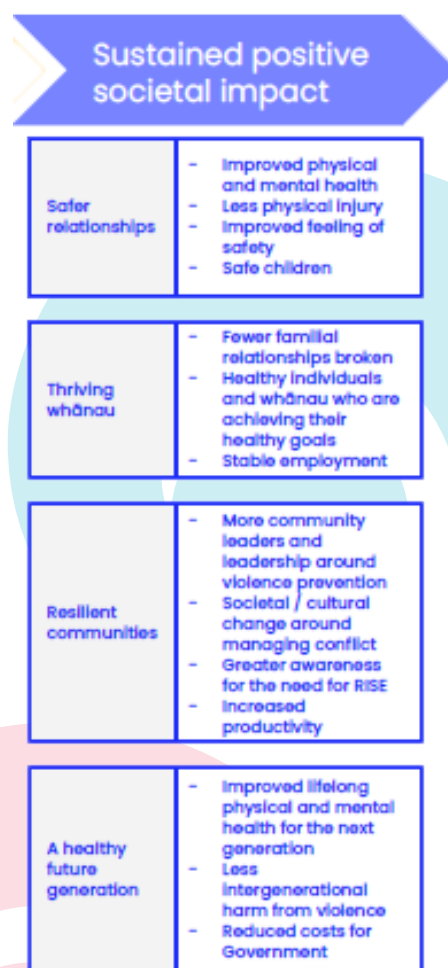 Sustained positive
societal impact
Safer
relationships
- Improved physical
and mental health
- Less physical injury
- Improved feeling of
safety
- Safe children
Thriving
whānau
- Fewer familial
relationships broken
- Healthy individuals
and whānau who are
achieving their
healthy goals
- Stable employment
Resilient
communities
- More community
leaders and
leadership around
violence prevention
- Societal / cultural
change around
managing conflict
- Greater awareness
for the need for RISE
- Increased
productivity
A healthy
future
generation
- Improved lifelong
physical and mental
health for the next
generation
- Less
intergenerational
harm from violence
- Reduced costs for
Government